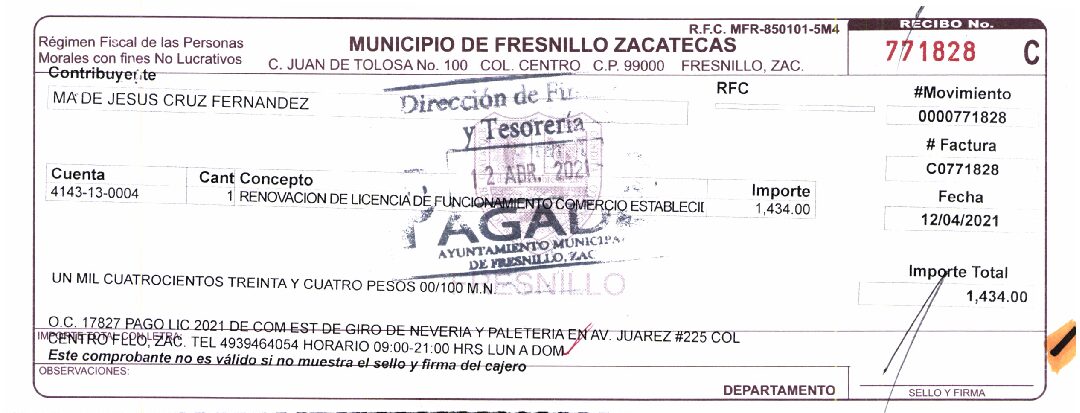 R.F.C. MFR-850101-5M4
RECIBO No.
Régimen Fiscal de las Personas
Morales con fines No Lucrativos
MUNICIPIO DE FRESNILLO ZACATECAS
C. JUAN DE TOLOSA No. 100 COL. CENTRO C.P. 99000 FRESNILLO, ZAC.
771828 C
Contribuyente
MA DE JESUS CRUZ FERNANDEZ
RFC
#Movimiento
0000771828
# Factura
C0771828
Fecha
12/04/2021
Dirección de
y Tesorería
12 ABR. 2021
PAGAD
AYUNTAMIENTO MUNICIPA
DE FRESNILLO, ZAC
Cuenta Cant Concepto Importe
4143-13-0004 1 RENOVACION DE LICENCIA DE FUNCIONAMIENTO COMERCIO ESTABLECI 1,434.00
FRESNILLO
UN MIL CUATROCIENTOS TREINTA Y CUATRO PESOS 00/100 M.N
Importe Total
1,434.00
O.C. 17827 PAGO LIC 2021 DE COM EST DE GIRO DE NEVERIA Y PALETERIA EN AV. JUAREZ #225 COL
IMPORTE TOTAL CON LETRA:
CENTRO FLLO, ZAC. TEL 4939464054 HORARIO 09:00-21:00 HRS LUN A DOM
Este comprobante no es válido si no muestra el sello y firma del cajero
OBSERVACIONES:
DEPARTAMENTO
SELLO Y FIRMA